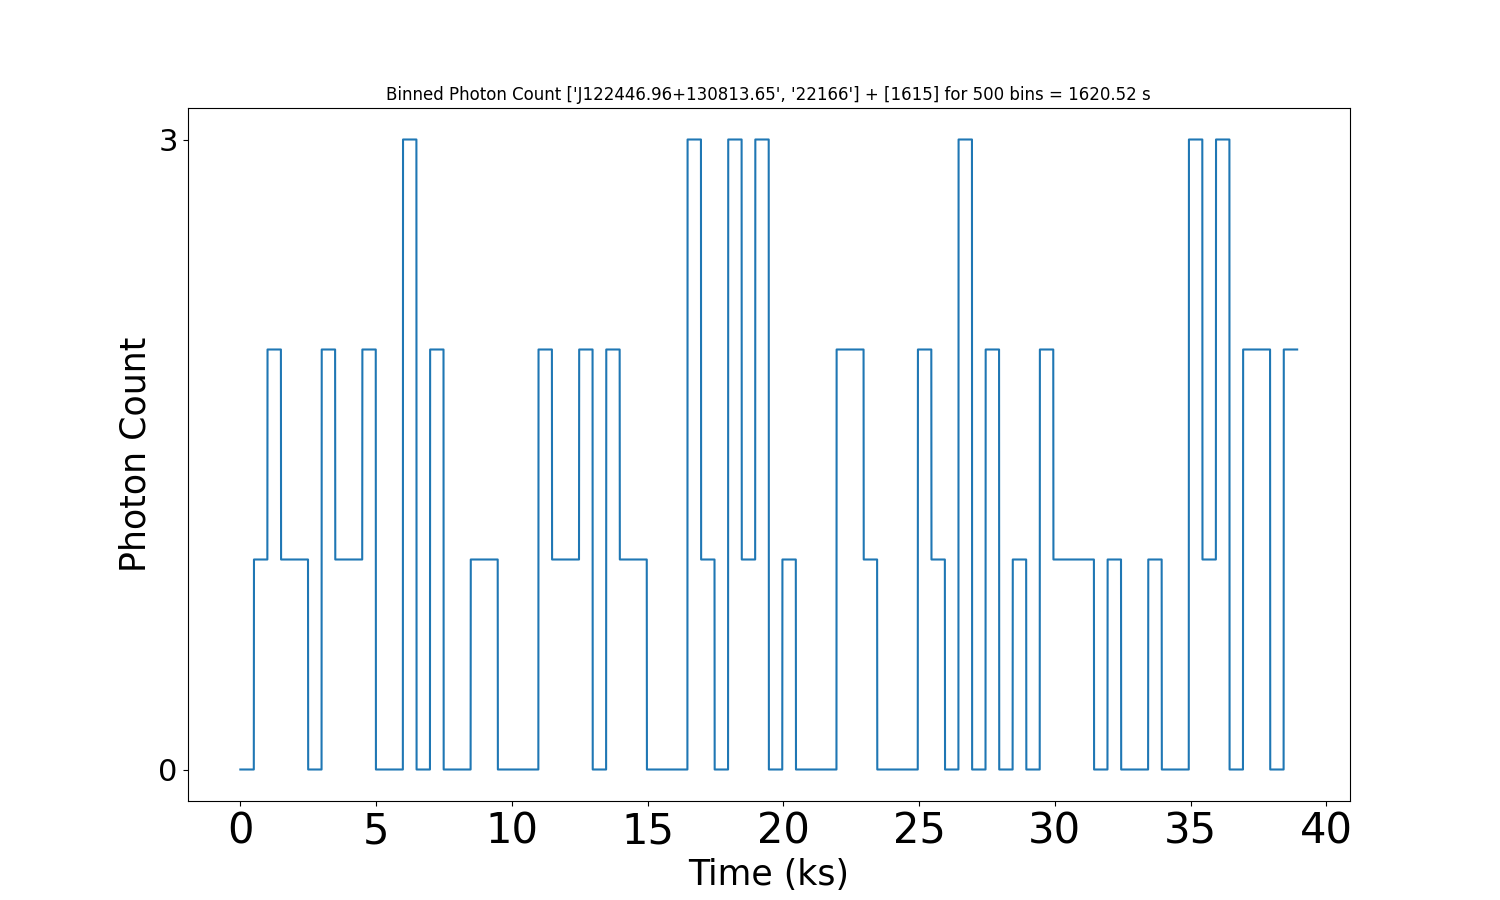 Binned Photon Count ['J122446.96+130813.65', '22166'] + [1615] for 500 bins = 1620.52 s
3
Photon Count
0
0 5 10 15 20 25 30 35 40
Time (ks)